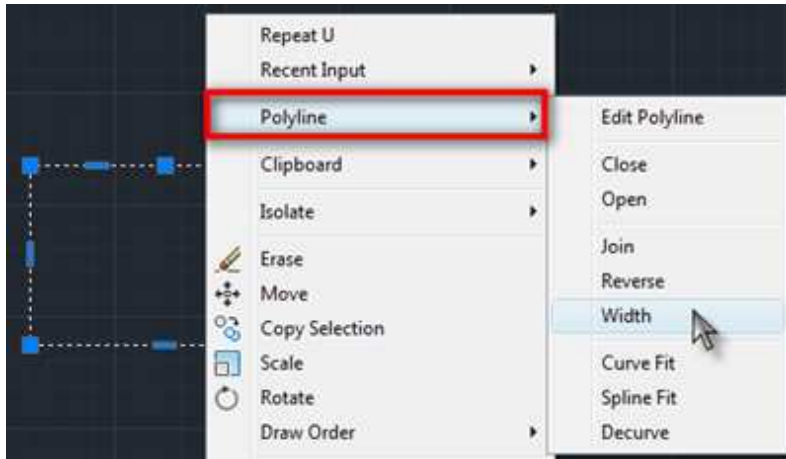 Repeat U
Recent Input
Polyline
Clipboard
Isolate
Erase
Move
Copy Selection
Scale
Rotate
Draw Order
Edit Polyline
Close
Open
Join
Reverse
Width
Curve Fit
Spline Fit
Decurve